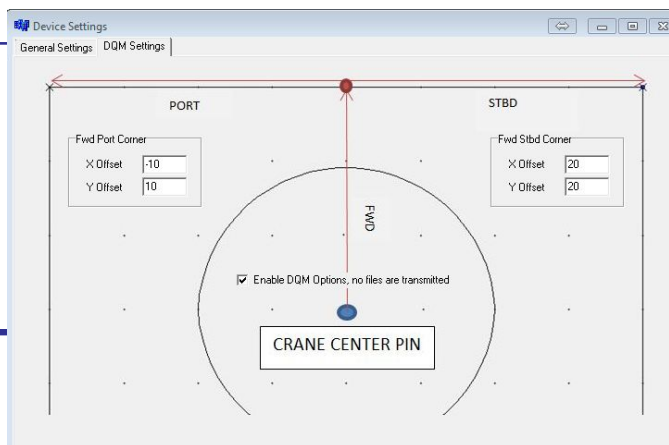 Device Settings
General Settings DQM Settings
PORT
STBD
Fwd Port Corner
X Offset -10
Y Offset 10
Fwd Stbd Corner
X Offset 20
Y Offset 20
FWD
Enable DQM Options, no files are transmitted
CRANE CENTER PIN